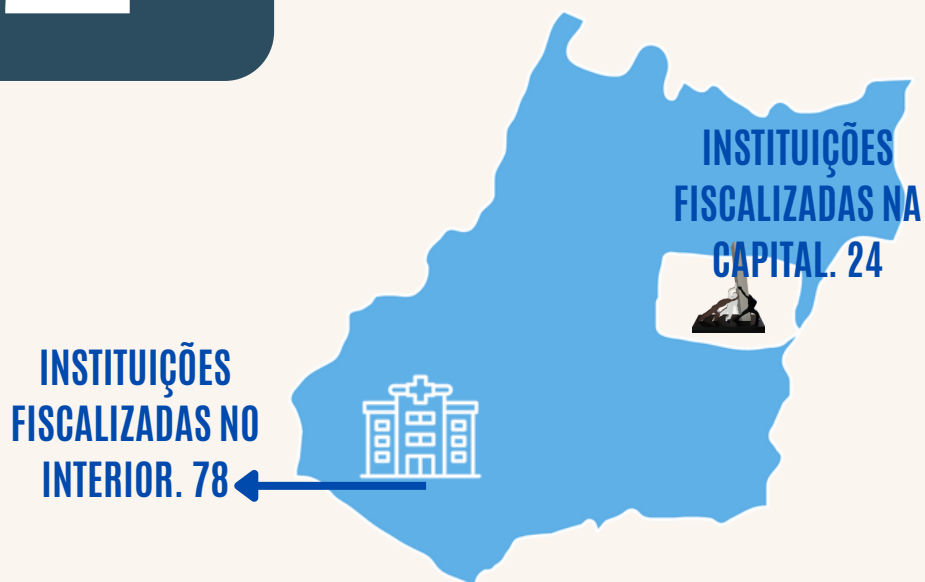 INSTITUIÇÕES
FISCALIZADAS NA
CAPITAL. 24
INSTITUIÇÕES
FISCALIZADAS NO
INTERIOR. 78